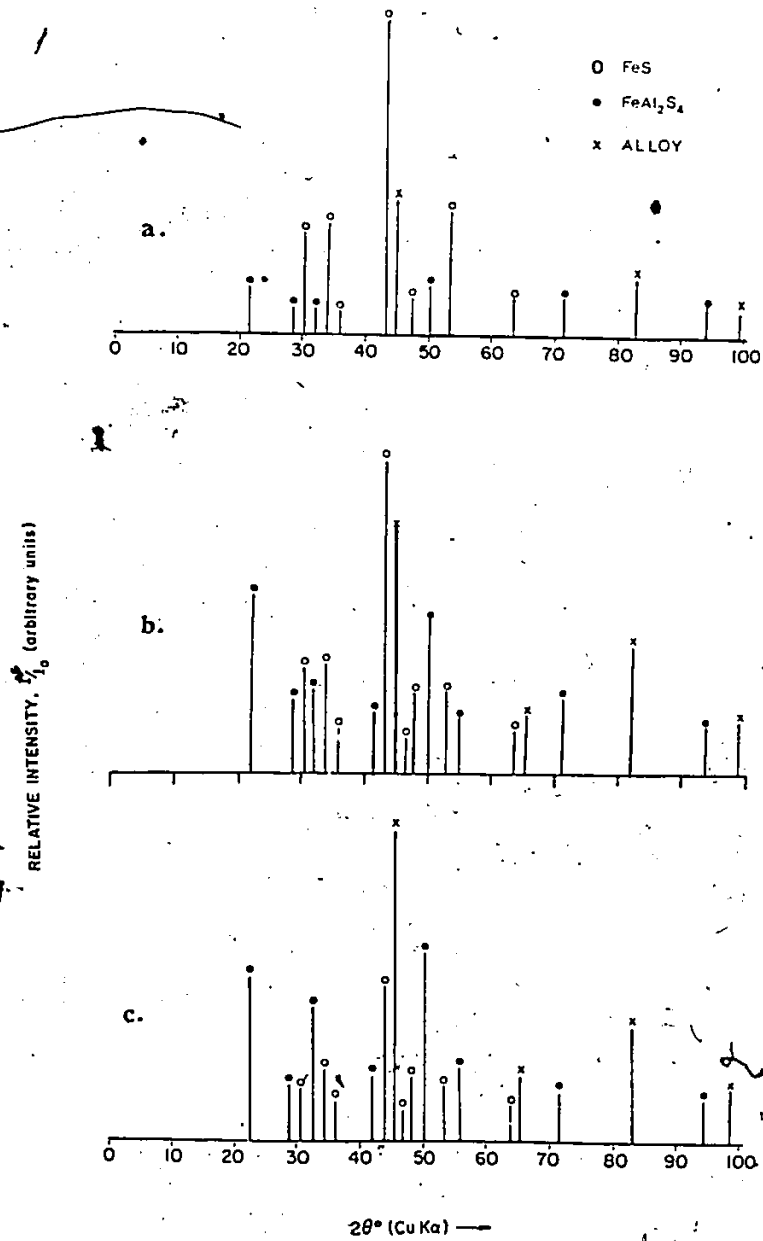 O FeS
● FeAl₂S₄
x ALLOY
a.
0 10 20 30 40 50 60 70 80 90 100
b.
RELATIVE INTENSITY, I/I₀ (arbitrary units)
c.
0 10 20 30 40 50 60 70 80 90 100
2θ° (Cu Kα) →